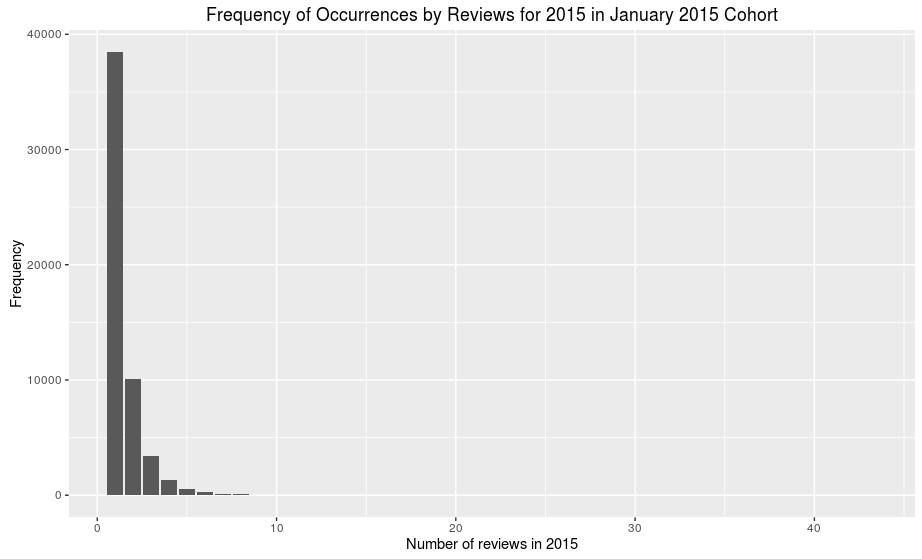 Frequency of Occurrences by Reviews for 2015 in January 2015 Cohort
40000
30000
20000
10000
0
Frequency
0 10 20 30 40
Number of reviews in 2015